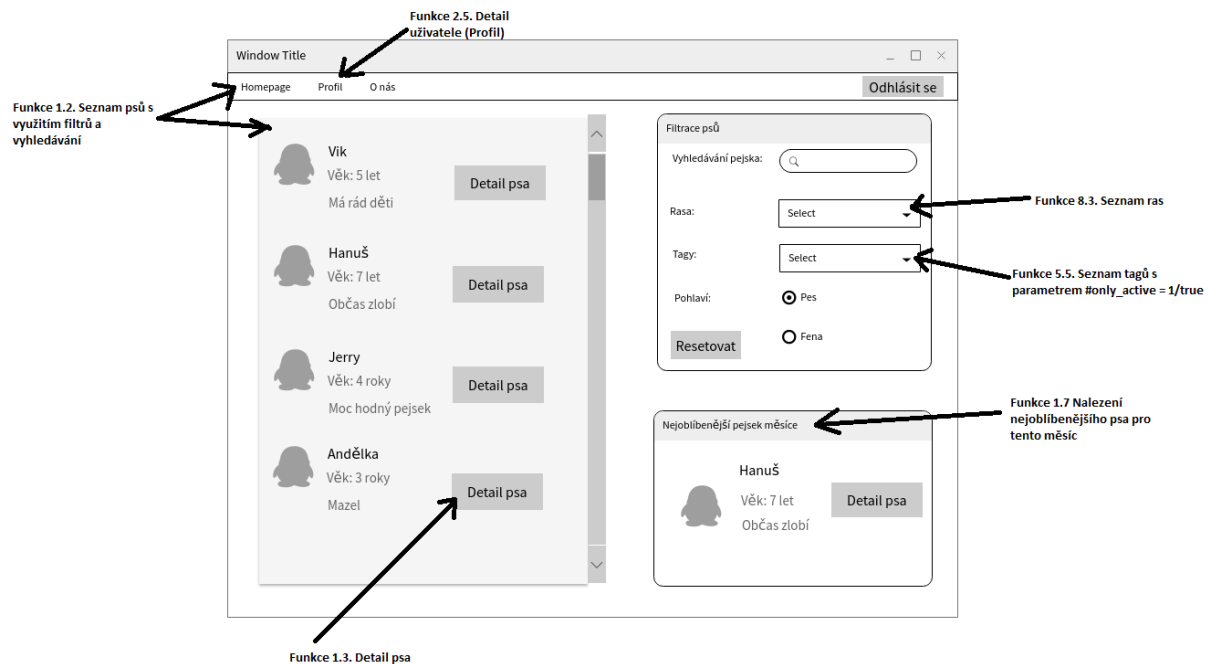 Funkce 2.5. Detail
uživatele (Profil)
Window Title
Homepage
Profil
O nás
Odhlásit se
Funkce 1.2. Seznam psů s
využitím filtrů a
vyhledávání
Vik
Věk: 5 let
Má rád děti
Detail psa
Hanuš
Věk: 7 let
Občas zlobí
Detail psa
Jerry
Věk: 4 roky
Moc hodný pejsek
Detail psa
Andělka
Věk: 3 roky
Mazel
Detail psa
Funkce 1.3. Detail psa
Filtrace psů
Vyhledávání pejska:
Rasa:
Select
Funkce 8.3. Seznam ras
Tagy:
Select
Funkce 5.5. Seznam tagů s
parametrem #only_active = 1/true
Pohlaví:
Pes
Fena
Resetovat
Nejoblíbenější pejsek měsíce
Funkce 1.7 Nalezení
nejoblíbenějšího psa pro
tento měsíc
Hanuš
Věk: 7 let
Občas zlobí
Detail psa